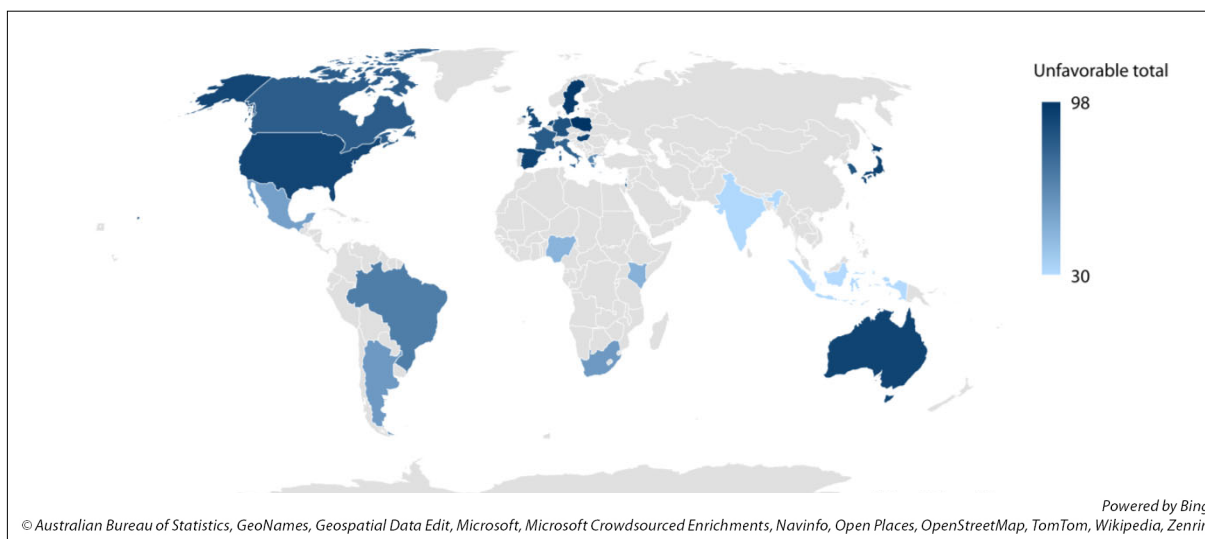 Unfavorable total
98
30
Powered by Bing
© Australian Bureau of Statistics, GeoNames, Geospatial Data Edit, Microsoft, Microsoft Crowdsourced Enrichments, Navinfo, Open Places, OpenStreetMap, TomTom, Wikipedia, Zenrin